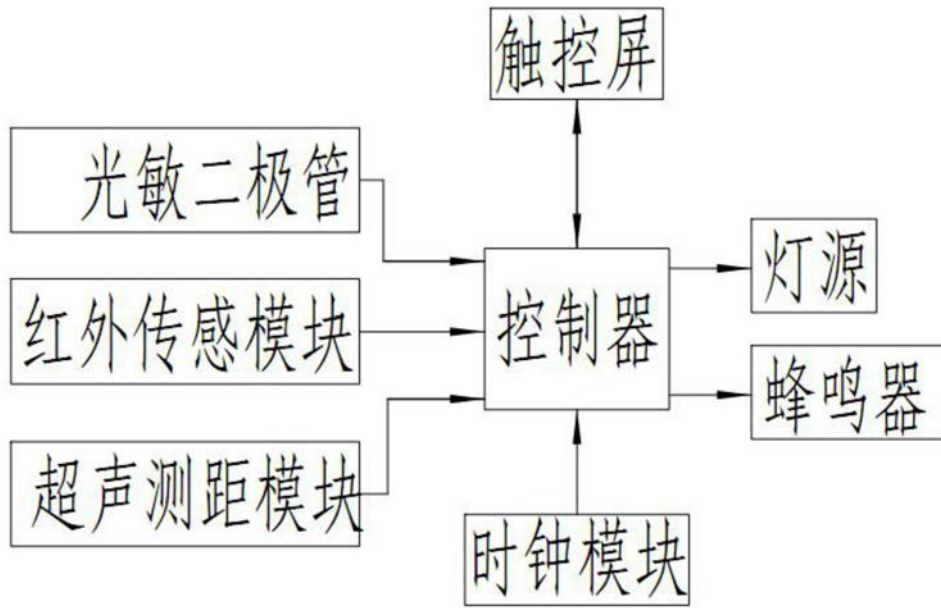 触控屏
光敏二极管
红外传感模块
超声测距模块
控制器
灯源
蜂鸣器
时钟模块